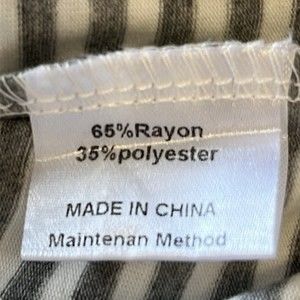 65%Rayon
35%polyester
MADE IN CHINA
Maintenan Method